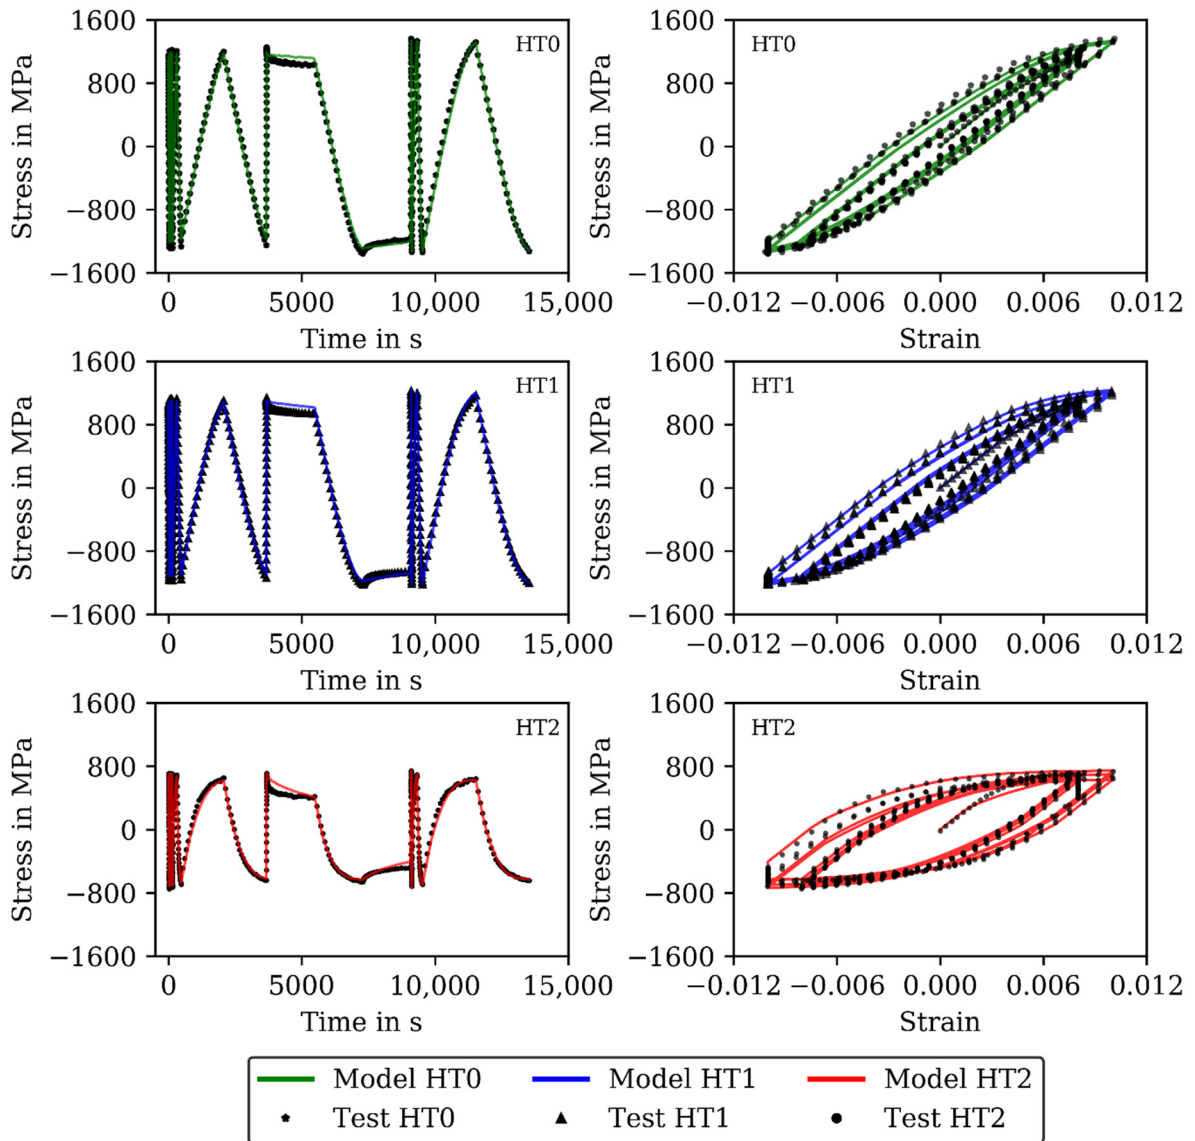 1600
800
0
−800
−1600
Stress in MPa
HT0
0
5000
10,000
15,000
Time in s
1600
800
0
−800
−1600
Stress in MPa
HT0
−0.012
−0.006
0.000
0.006
0.012
Strain
1600
800
0
−800
−1600
Stress in MPa
HT1
0
5000
10,000
15,000
Time in s
1600
800
0
−800
−1600
Stress in MPa
HT1
−0.012
−0.006
0.000
0.006
0.012
Strain
1600
800
0
−800
−1600
Stress in MPa
HT2
0
5000
10,000
15,000
Time in s
1600
800
0
−800
−1600
Stress in MPa
HT2
−0.012
−0.006
0.000
0.006
0.012
Strain
Model HT0
Model HT1
Model HT2
Test HT0
Test HT1
Test HT2